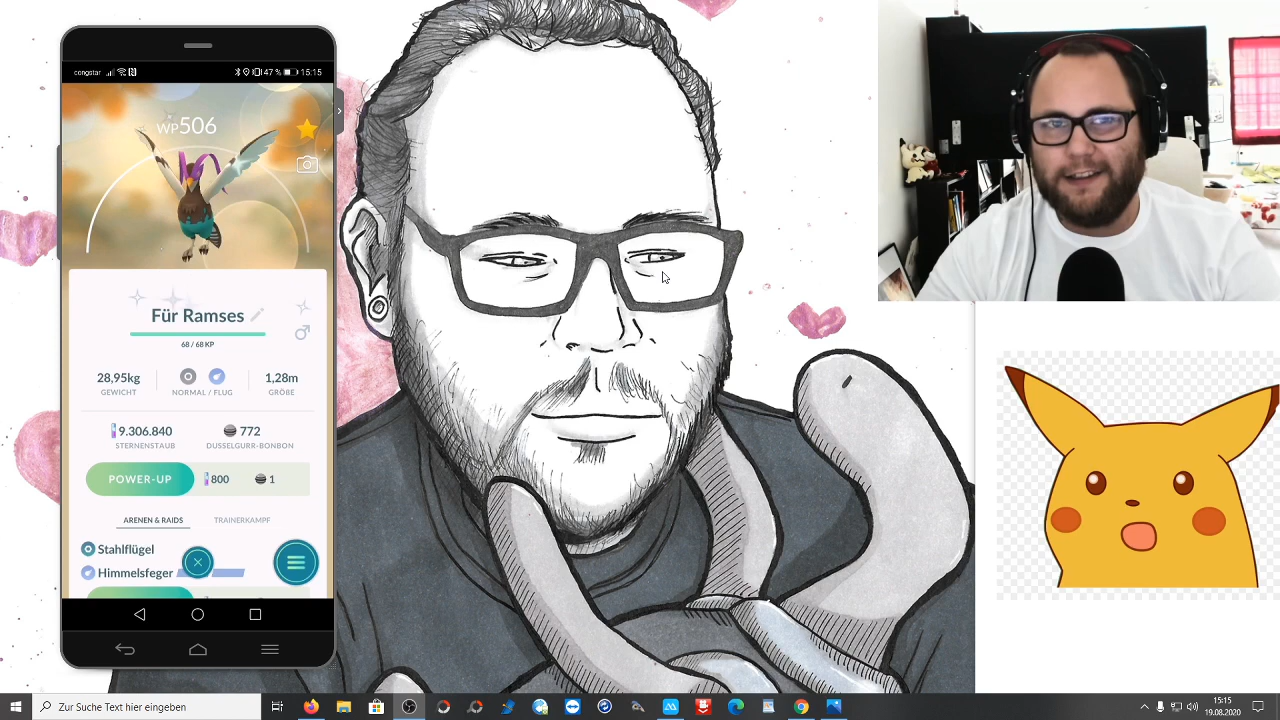 congstar
47 % 15:15
WP506
Für Ramses
68 / 68 KP
28,95kg
GEWICHT
NORMAL / FLUG
1,28m
GRÖßE
9.306.840
STERNENSTAUB
772
DUSSELGURR-BONBON
POWER-UP
800
1
ARENEN & RAIDS
TRAINERKAMPF
Stahlflügel
Himmelsfeger
Zur Suche Text hier eingeben
15:15
19.08.2020